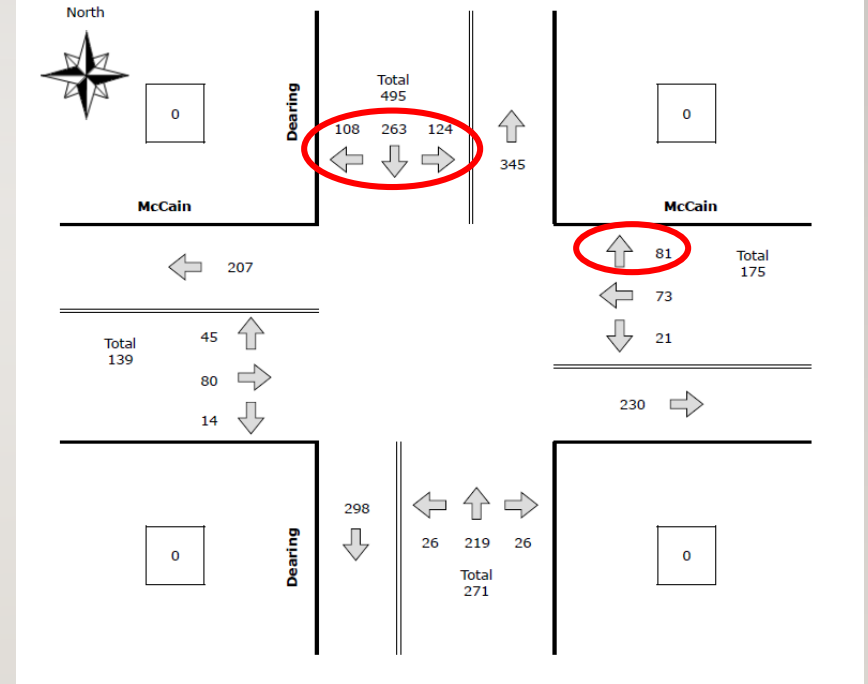 North
Total
495
Dearing
108 263 124
0
0
345
McCain
McCain
207
81
Total
175
73
21
Total
139
45
80
14
230
298
26 219 26
Total
271
Dearing
0
0